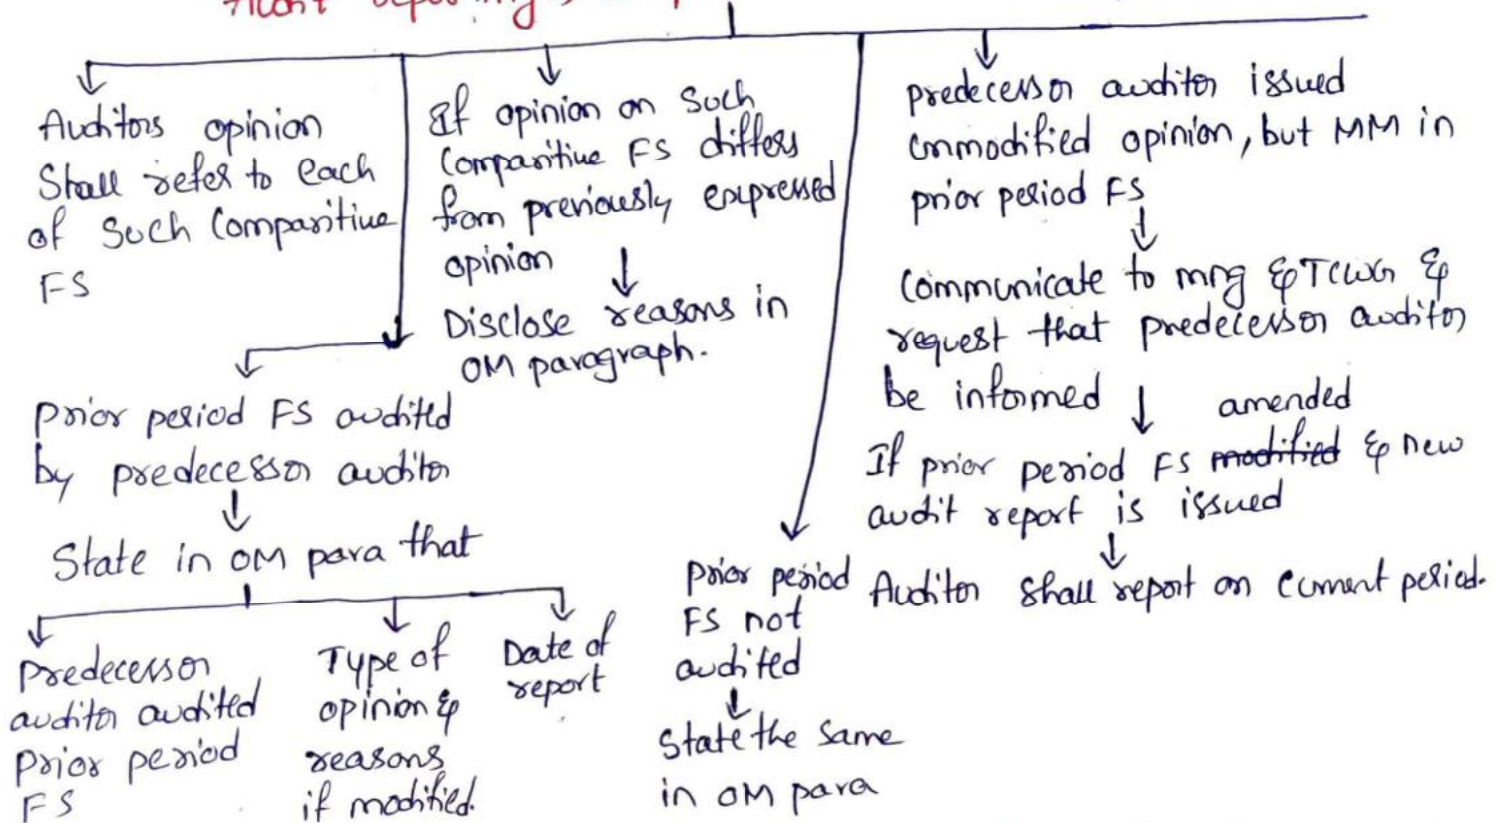 Audit reporting
Auditors opinion
Shall refer to each
of Such Comparitive
FS
If opinion on Such
Comparitive FS differs
from previously expressed
opinion
Disclose reasons in
OM paragraph.
Prior period FS audited
by predecessor auditor
State in OM para that
Predecessor
auditor audited
Prior period
FS
Type of
opinion &
reasons
if modified.
Date of
report
Prior period
FS not
audited
State the Same
in OM para
predecessor auditor issued
unmodified opinion, but MM in
prior period FS
Communicate to mng & TCWG &
request that predecessor auditor
be informed
amended
If prior period FS modified & new
audit report is issued
Auditor Shall report on current period.